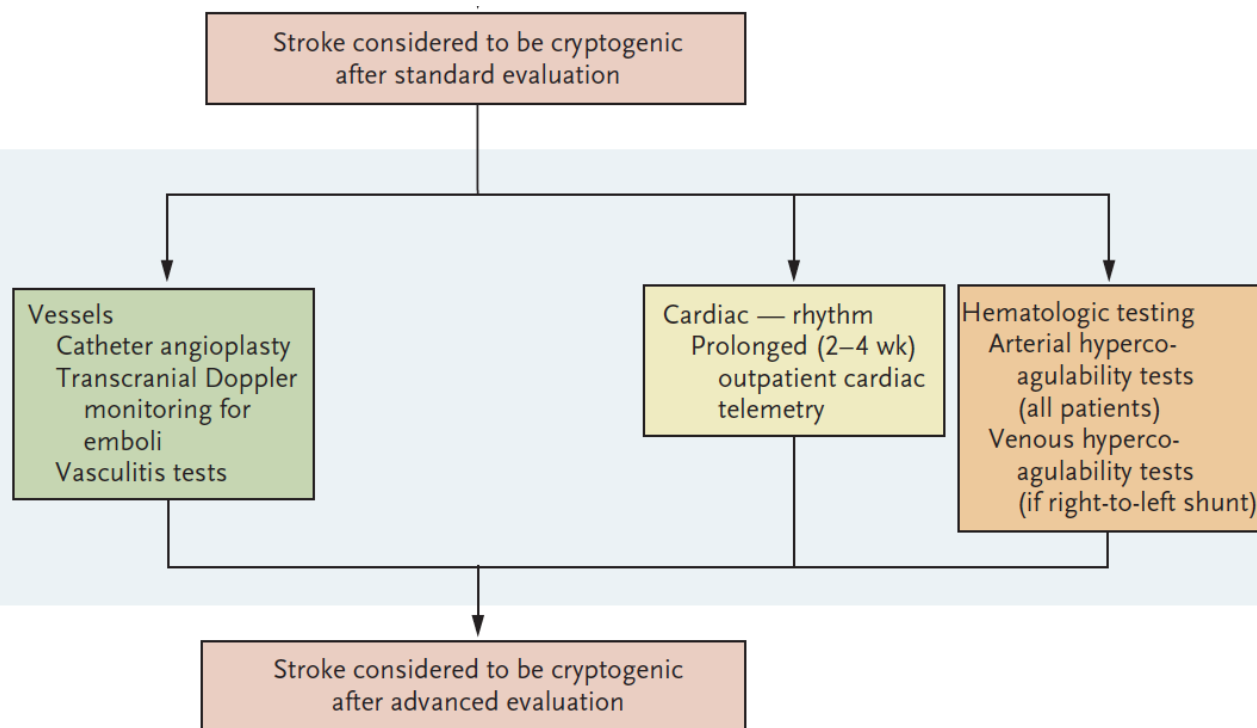 Stroke considered to be cryptogenic
after standard evaluation
Vessels
Catheter angioplasty
Transcranial Doppler
monitoring for
emboli
Vasculitis tests
Cardiac — rhythm
Prolonged (2–4 wk)
outpatient cardiac
telemetry
Hematologic testing
Arterial hyperco-
agulability tests
(all patients)
Venous hyperco-
agulability tests
(if right-to-left shunt)
Stroke considered to be cryptogenic
after advanced evaluation